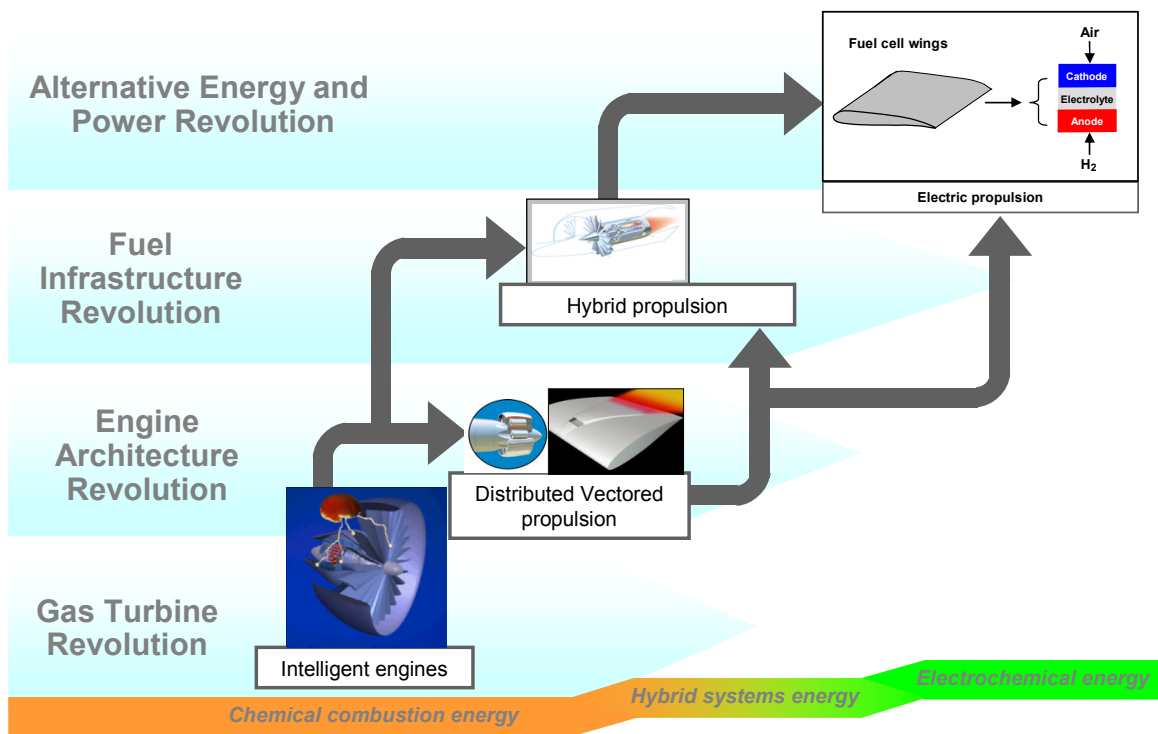 Alternative Energy and
Power Revolution
Fuel cell wings
Air
Cathode
Electrolyte
Anode
H₂
Electric propulsion
Fuel
Infrastructure
Revolution
Hybrid propulsion
Engine
Architecture
Revolution
Distributed Vectored
propulsion
Gas Turbine
Revolution
Intelligent engines
Chemical combustion energy
Hybrid systems energy
Electrochemical energy